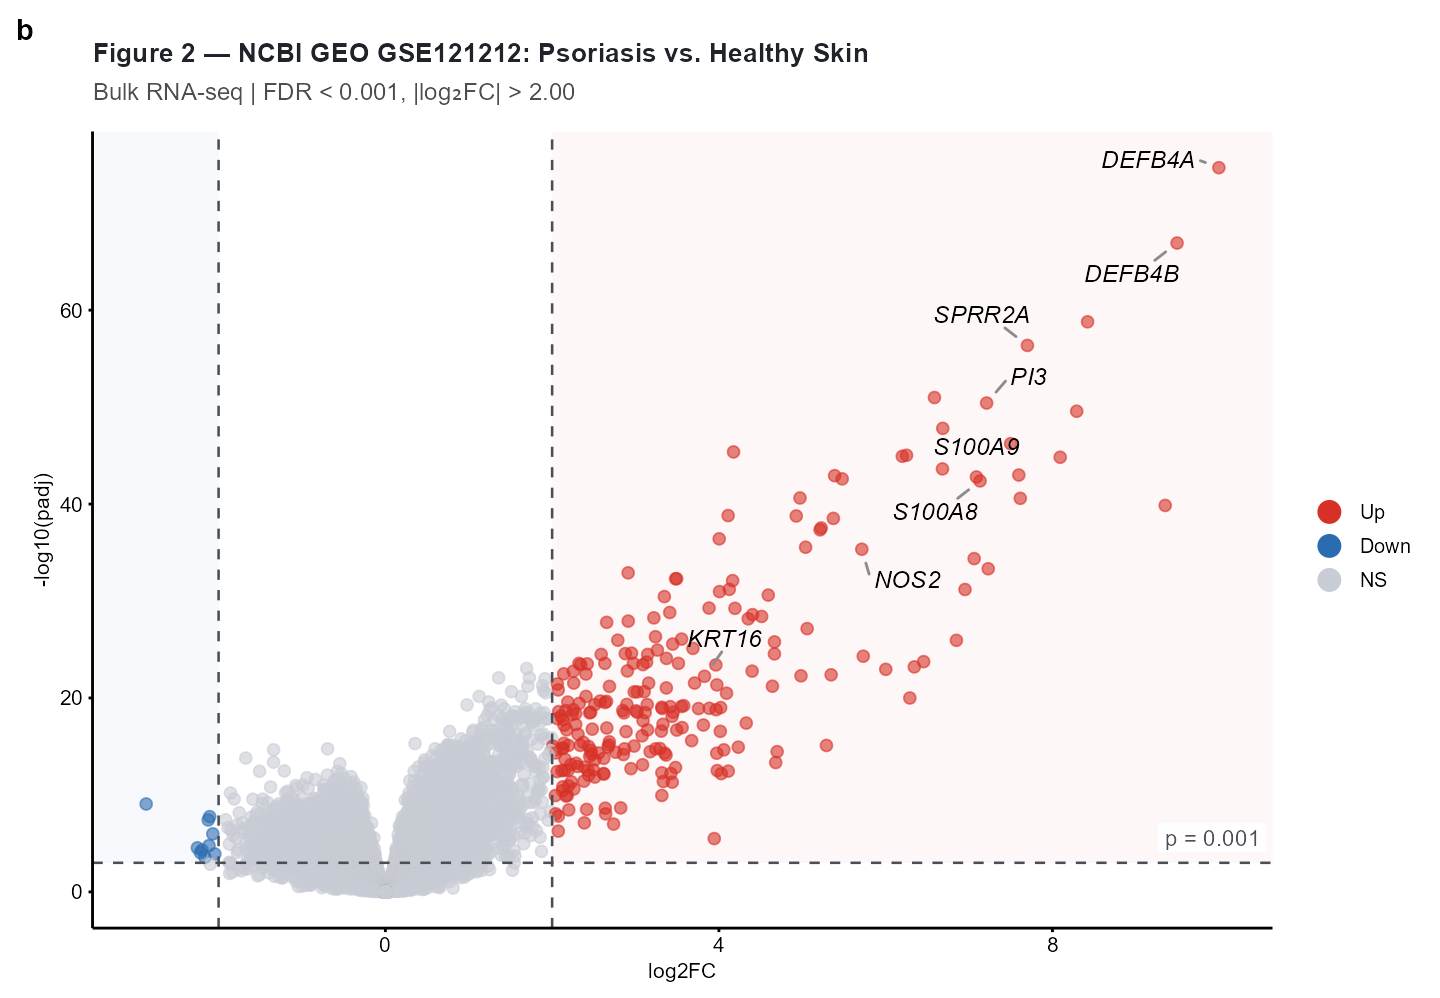 b
Figure 2 — NCBI GEO GSE121212: Psoriasis vs. Healthy Skin
Bulk RNA-seq | FDR < 0.001, |log₂FC| > 2.00
DEFB4A
DEFB4B
SPRR2A
PI3
S100A9
S100A8
NOS2
KRT16
p = 0.001
60
40
20
0
-log10(padj)
0
4
8
log2FC
Up
Down
NS